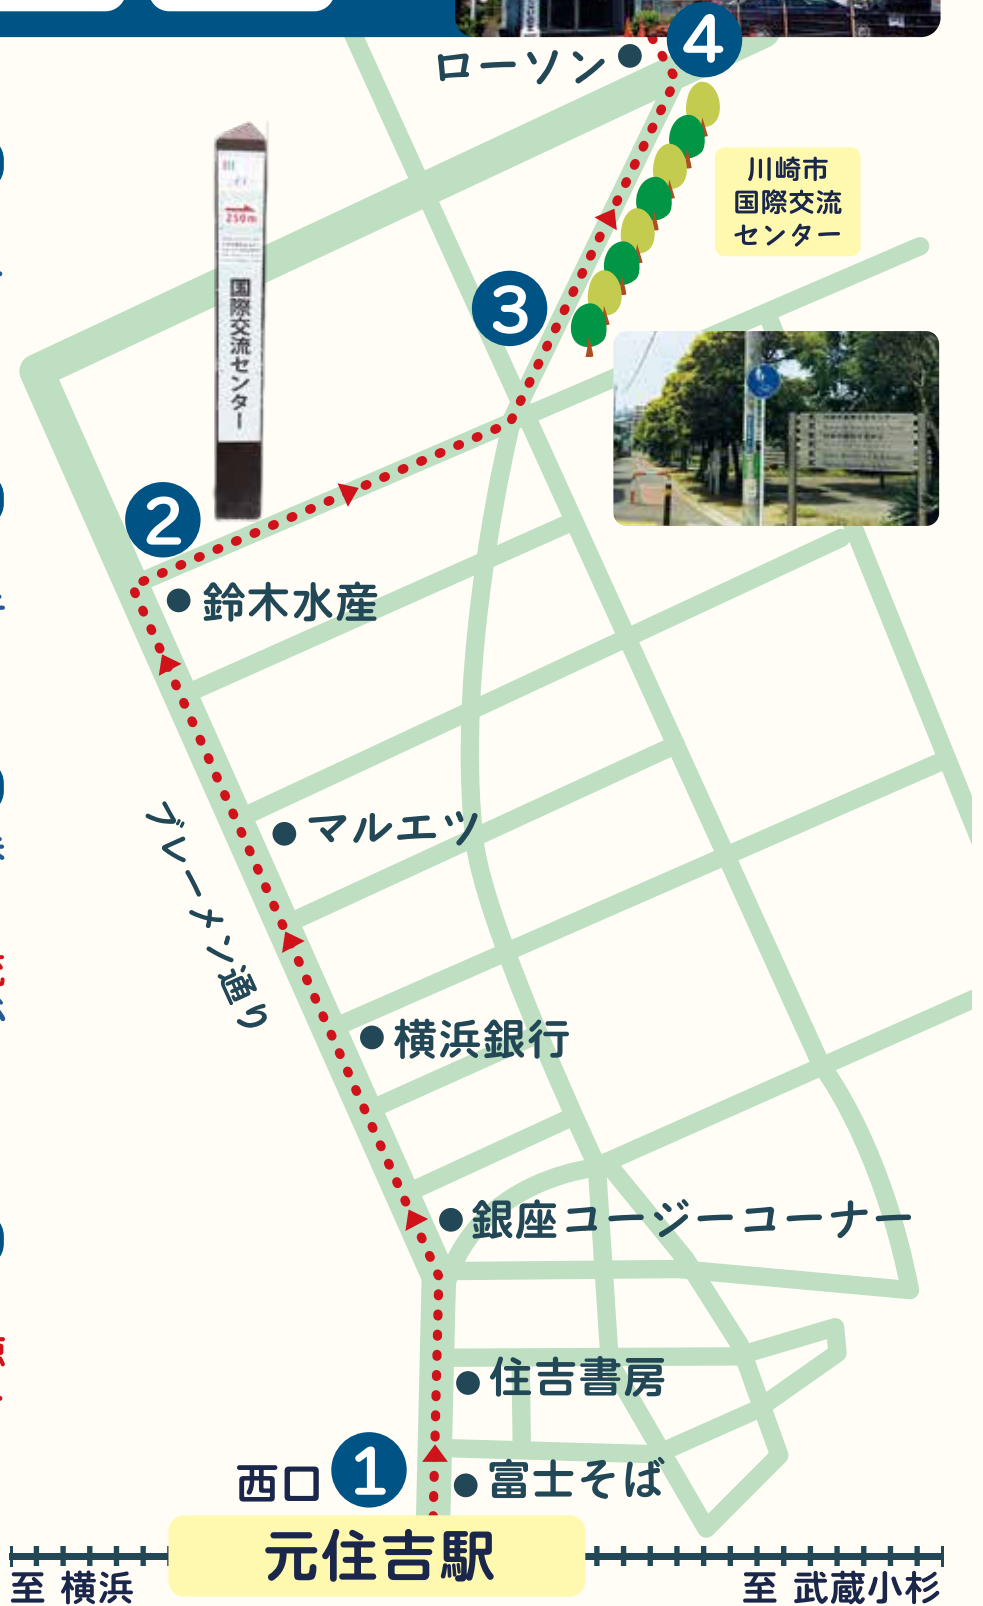 ローソン
4
川崎市
国際交流
センター
250m
国際交流センター
3
2
鈴木水産
マルエツ
ブレーメン通り
横浜銀行
銀座コージーコーナー
住吉書房
西口
1
富士そば
元住吉駅
至 横浜
至 武蔵小杉